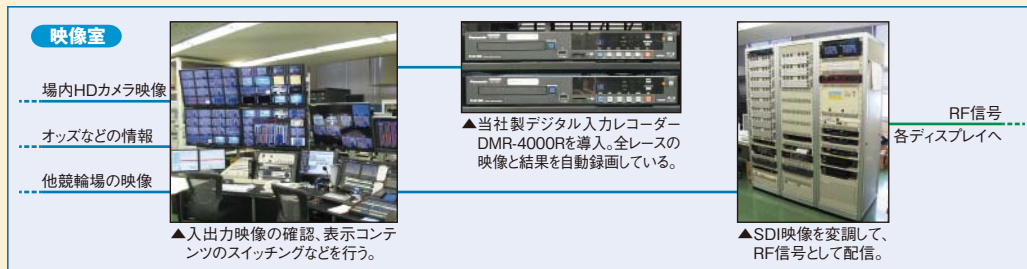 映像室
場内HDカメラ映像
オッズなどの情報
他競輪場の映像
▲入出力映像の確認、表示コンテ
ンツのスイッチングなどを行う。
▲当社製デジタル入力レコーダー
DMR-4000Rを導入。全レースの
映像と結果を自動録画している。
RF信号
各ディスプレイへ
▲SDI映像を変調して、
RF信号として配信。